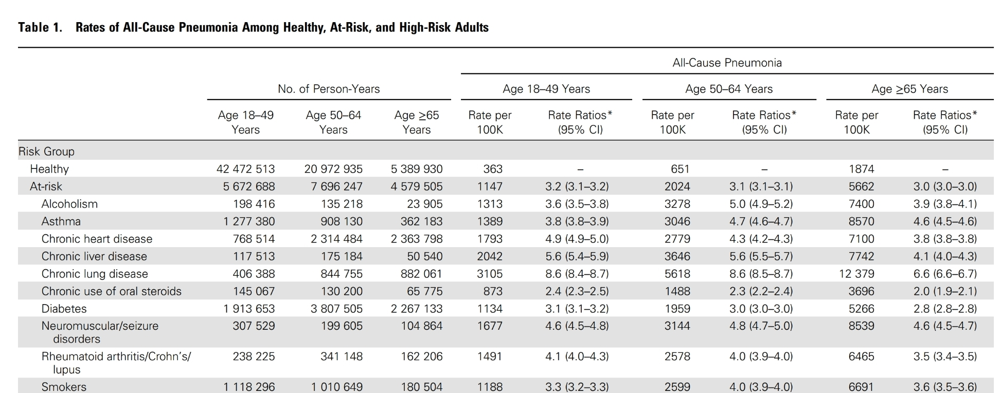 Table 1. Rates of All-Cause Pneumonia Among Healthy, At-Risk, and High-Risk Adults
All-Cause Pneumonia
No. of Person-Years Age 18–49 Years Age 50–64 Years Age ≥65 Years
Age 18–49 Age 50–64 Age ≥65 Rate per Rate Ratios* Rate per Rate Ratios* Rate per Rate Ratios*
Years Years Years 100K (95% CI) 100K (95% CI) 100K (95% CI)
Risk Group
Healthy 42 472 513 20 972 935 5 389 930 363 – 651 – 1874 –
At-risk 5 672 688 7 696 247 4 579 505 1147 3.2 (3.1–3.2) 2024 3.1 (3.1–3.1) 5662 3.0 (3.0–3.0)
Alcoholism 198 416 135 218 23 905 1313 3.6 (3.5–3.8) 3278 5.0 (4.9–5.2) 7400 3.9 (3.8–4.1)
Asthma 1 277 380 908 130 362 183 1389 3.8 (3.8–3.9) 3046 4.7 (4.6–4.7) 8570 4.6 (4.5–4.6)
Chronic heart disease 768 514 2 314 484 2 363 798 1793 4.9 (4.9–5.0) 2779 4.3 (4.2–4.3) 7100 3.8 (3.8–3.8)
Chronic liver disease 117 513 175 184 50 540 2042 5.6 (5.4–5.9) 3646 5.6 (5.5–5.7) 7742 4.1 (4.0–4.3)
Chronic lung disease 406 388 844 755 882 061 3105 8.6 (8.4–8.7) 5618 8.6 (8.5–8.7) 12 379 6.6 (6.6–6.7)
Chronic use of oral steroids 145 067 130 200 65 775 873 2.4 (2.3–2.5) 1488 2.3 (2.2–2.4) 3696 2.0 (1.9–2.1)
Diabetes 1 913 653 3 807 505 2 267 133 1134 3.1 (3.1–3.2) 1959 3.0 (3.0–3.0) 5266 2.8 (2.8–2.8)
Neuromuscular/seizure 307 529 199 605 104 864 1677 4.6 (4.5–4.8) 3144 4.8 (4.7–5.0) 8539 4.6 (4.5–4.7)
disorders
Rheumatoid arthritis/Crohn's/ 238 225 341 148 162 206 1491 4.1 (4.0–4.3) 2578 4.0 (3.9–4.0) 6465 3.5 (3.4–3.5)
lupus
Smokers 1 118 296 1 010 649 180 504 1188 3.3 (3.2–3.3) 2599 4.0 (3.9–4.0) 6691 3.6 (3.5–3.6)